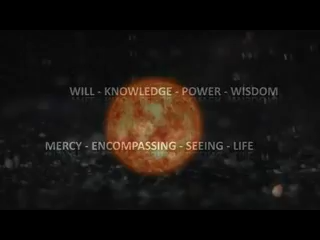 WILL - KNOWLEDGE - POWER - WISDOM
MERCY - ENCOMPASSING - SEEING - LIFE